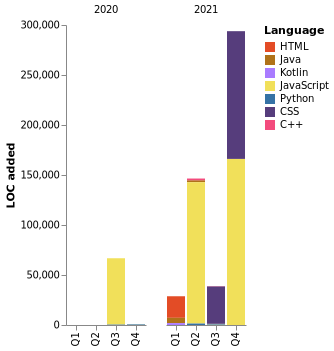 2020
2021
Language
HTML
Java
Kotlin
JavaScript
Python
CSS
C++
LOC added
300,000
250,000
200,000
150,000
100,000
50,000
0
Q1
Q2
Q3
Q4
Q1
Q2
Q3
Q4